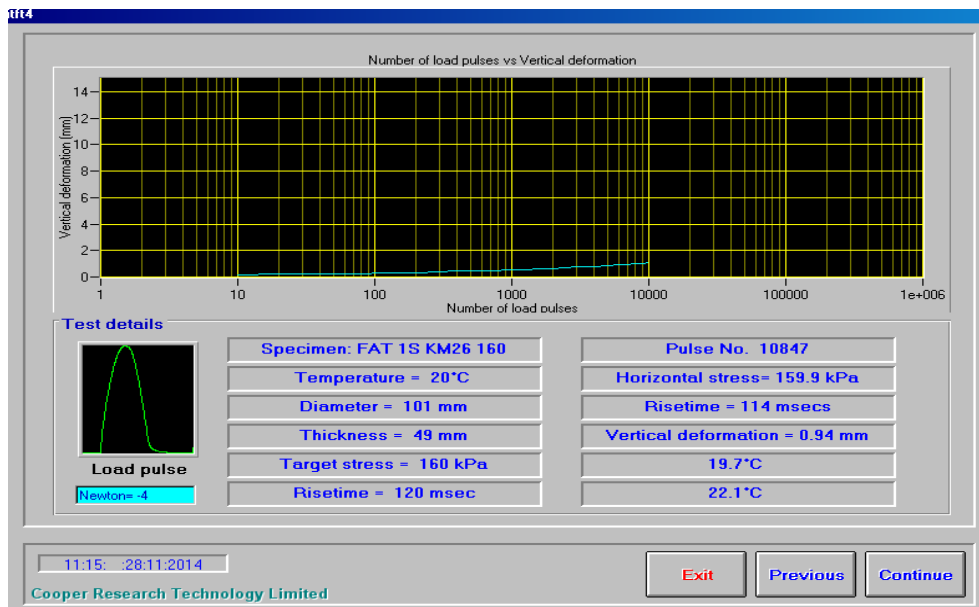 tft4
Number of load pulses vs Vertical deformation
Vertical deformation (mm)
14
12
10
8
6
4
2
0
1 10 100 1000 10000 100000 1e+006
Number of load pulses
Test details
Load pulse
Newton= -4
Specimen: FAT 1S KM26 160
Temperature = 20°C
Diameter = 101 mm
Thickness = 49 mm
Target stress = 160 kPa
Risetime = 120 msec
Pulse No. 10847
Horizontal stress= 159.9 kPa
Risetime = 114 msecs
Vertical deformation = 0.94 mm
19.7°C
22.1°C
11:15: :28:11:2014
Cooper Research Technology Limited
Exit
Previous
Continue